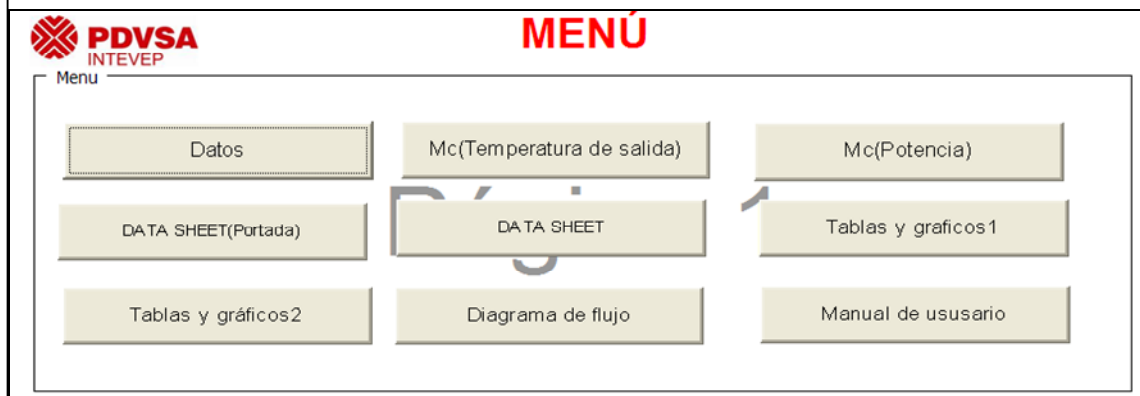 PDVSA
INTEVEP
MENÚ
Menu
Datos
Mc(Temperatura de salida)
Mc(Potencia)
DATA SHEET(Portada)
DATA SHEET
Tablas y graficos1
Tablas y gráficos2
Diagrama de flujo
Manual de ususario